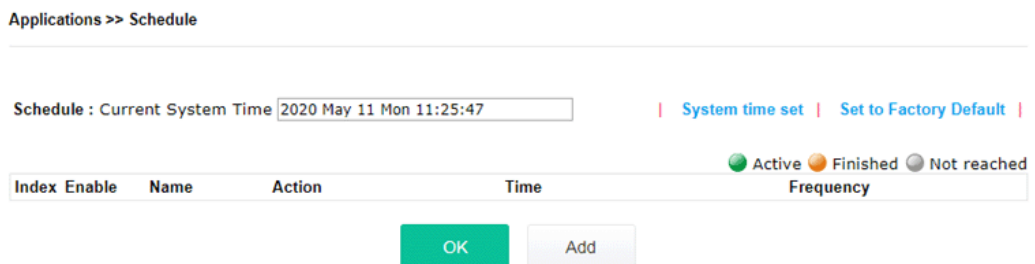 Applications >> Schedule
Schedule : Current System Time 2020 May 11 Mon 11:25:47 | System time set | Set to Factory Default |
Active Finished Not reached
Index Enable Name Action Time Frequency
OK Add